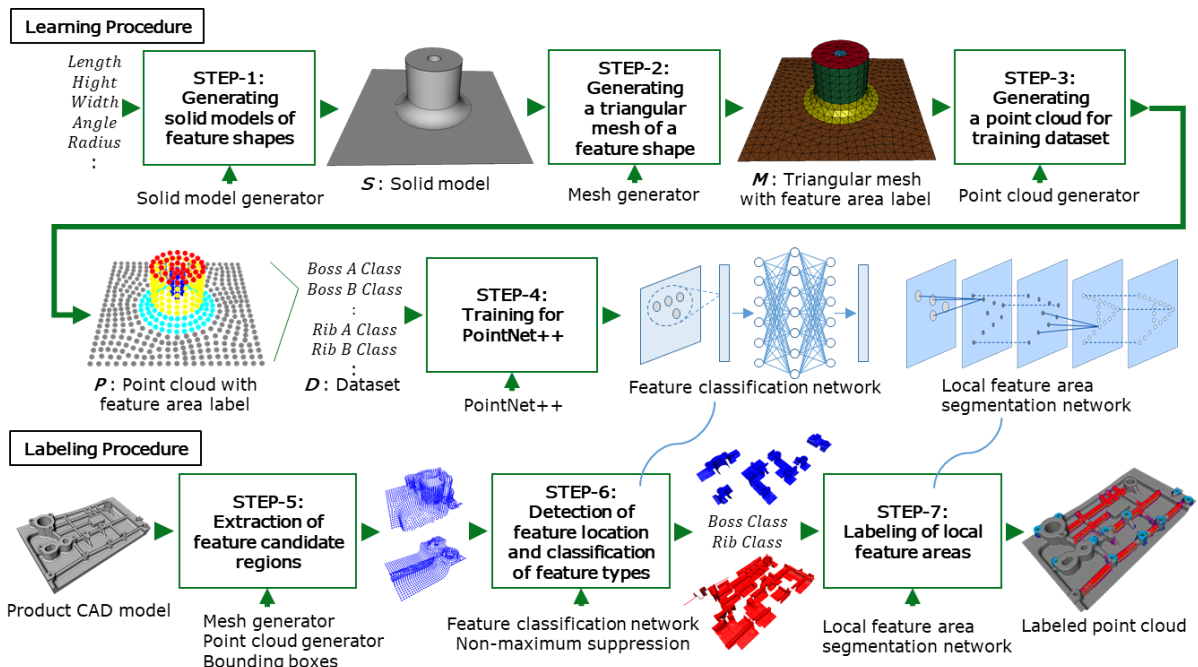 Learning Procedure
Length
Hight
Width
Angle
Radius
:
STEP-1:
Generating
solid models of
feature shapes
Solid model generator
S : Solid model
STEP-2:
Generating
a triangular
mesh of a
feature shape
Mesh generator
M : Triangular mesh
with feature area label
STEP-3:
Generating
a point cloud for
training dataset
Point cloud generator
P : Point cloud with
feature area label
Boss A Class
Boss B Class
:
Rib A Class
Rib B Class
:
D : Dataset
STEP-4:
Training for
PointNet++
PointNet++
Feature classification network
Local feature area
segmentation network
Labeling Procedure
Product CAD model
STEP-5:
Extraction of
feature candidate
regions
Mesh generator
Point cloud generator
Bounding boxes
STEP-6:
Detection of
feature location
and classification
of feature types
Feature classification network
Non-maximum suppression
Boss Class
Rib Class
STEP-7:
Labeling of local
feature areas
Local feature area
segmentation network
Labeled point cloud